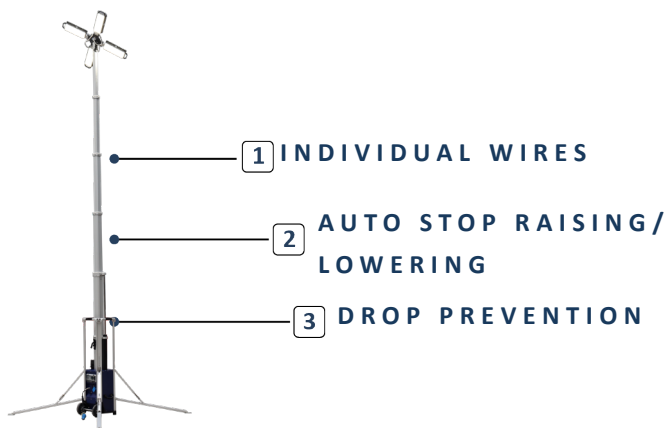 1 INDIVIDUAL WIRES
2 AUTO STOP RAISING/
LOWERING
3 DROP PREVENTION